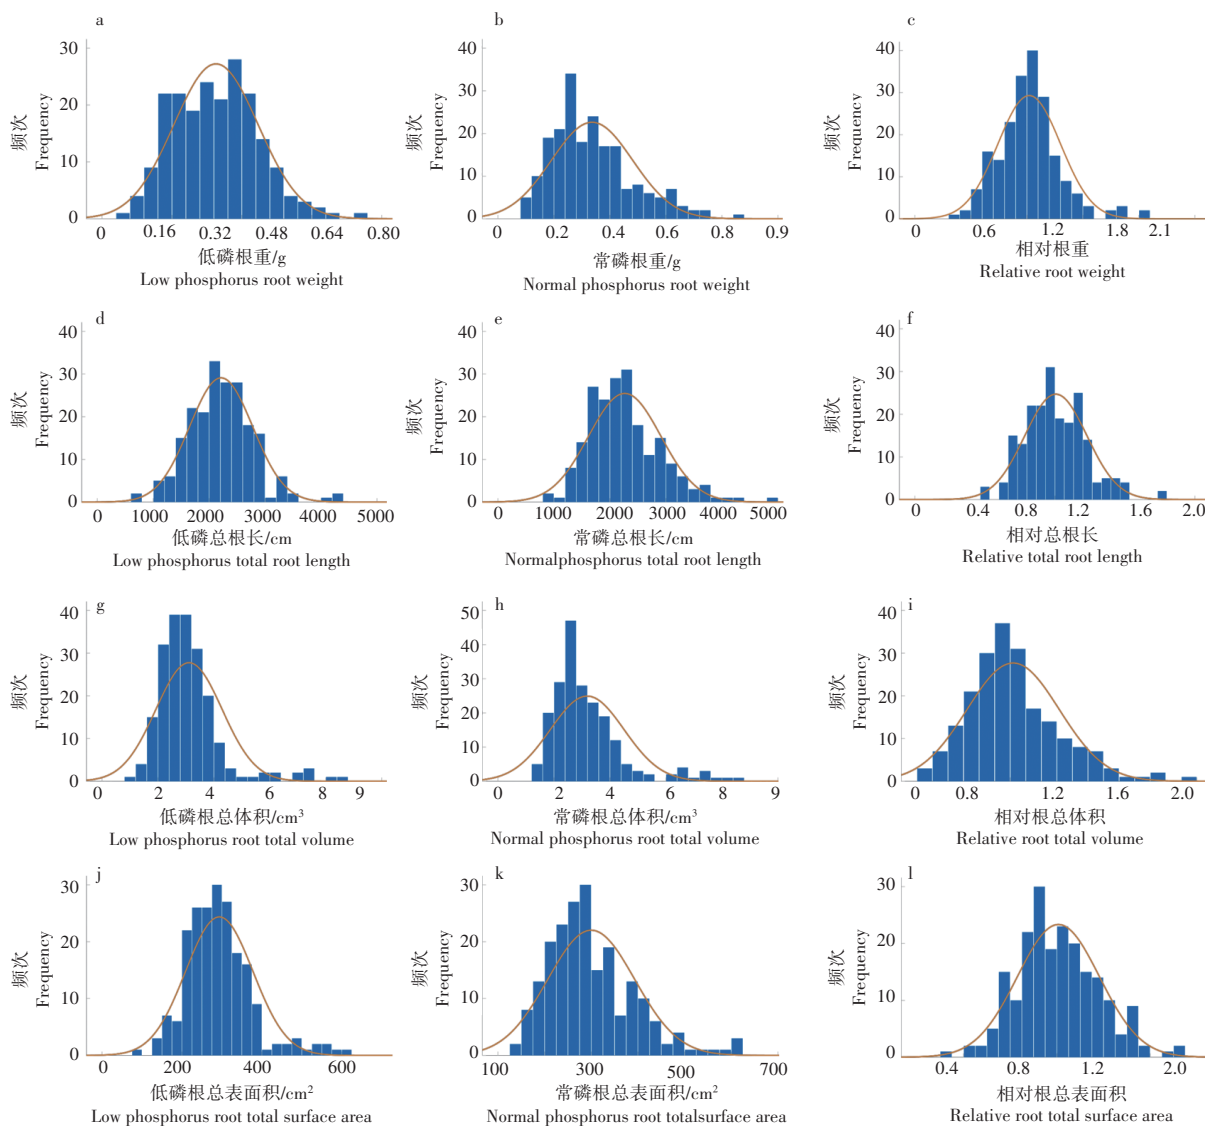 a
30
20
10
0
频次
Frequency
0 0.16 0.32 0.48 0.64 0.80
低磷根重/g
Low phosphorus root weight
b
40
30
20
10
0
频次
Frequency
0 0.2 0.4 0.6 0.8 0.9
常磷根重/g
Normal phosphorus root weight
c
40
30
20
10
0
频次
Frequency
0 0.6 1.2 1.8 2.1
相对根重
Relative root weight
d
40
30
20
10
0
频次
Frequency
0 1000 2000 3000 4000 5000
低磷总根长/cm
Low phosphorus total root length
e
40
30
20
10
0
频次
Frequency
0 1000 2000 3000 4000 5000
常磷总根长/cm
Normalphosphorus total root length
f
40
30
20
10
0
频次
Frequency
0 0.4 0.8 1.2 1.6 2.0
相对总根长
Relative total root length
g
40
30
20
10
0
频次
Frequency
0 2 4 6 8 9
低磷根总体积/cm³
Low phosphorus root total volume
h
50
40
30
20
10
0
频次
Frequency
0 2 4 6 9
常磷根总体积/cm³
Normal phosphorus root total volume
i
40
30
20
10
0
频次
Frequency
0 0.8 1.2 1.6 2.0
相对根总体积
Relative root total volume
j
30
20
10
0
频次
Frequency
0 200 400 600
低磷根总表面积/cm²
Low phosphorus root total surface area
k
30
20
10
0
频次
Frequency
100 300 500 700
常磷根总表面积/cm²
Normal phosphorus root totalsurface area
l
30
20
10
0
频次
Frequency
0.4 0.8 1.2 2.0
相对根总表面积
Relative root total surface area